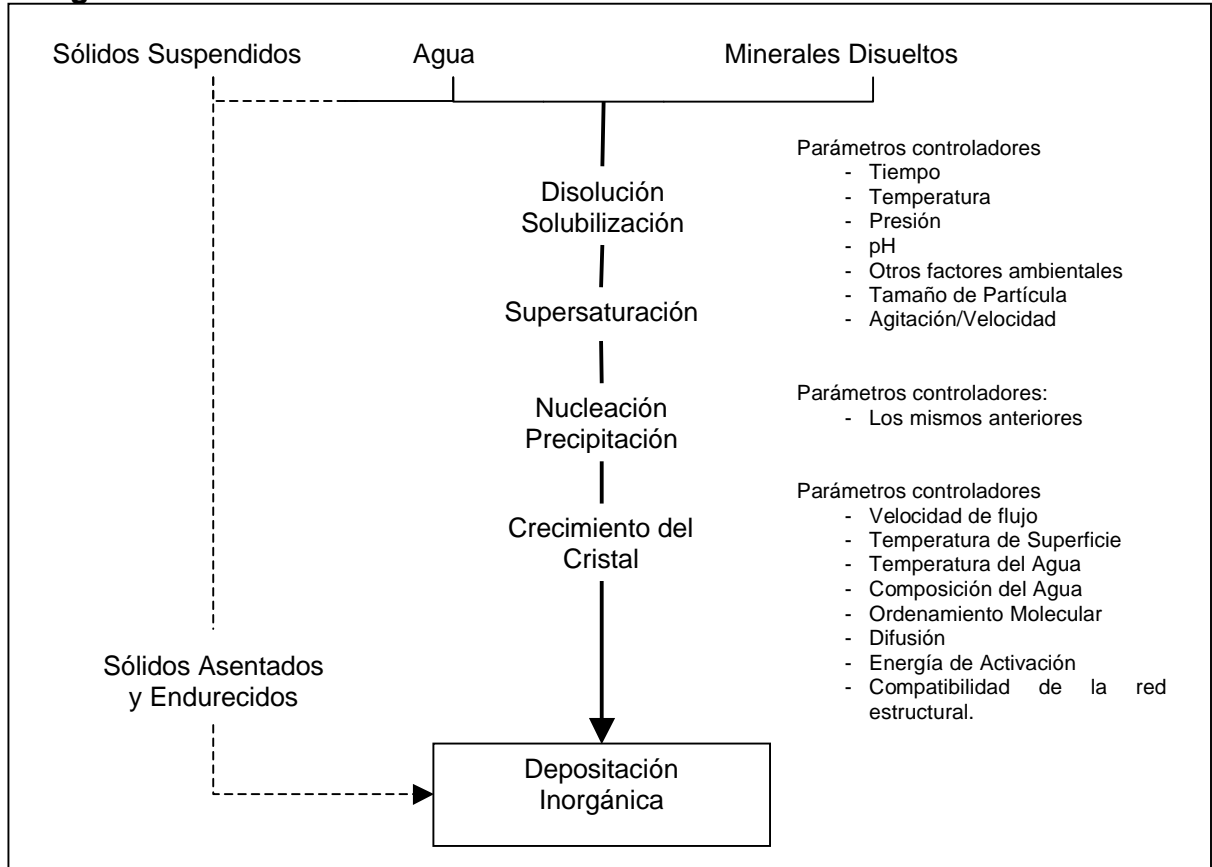 Sólidos Suspendidos Agua Minerales Disueltos
Parámetros controladores
- Tiempo
- Temperatura
- Presión
- pH
- Otros factores ambientales
- Tamaño de Partícula
- Agitación/Velocidad
Disolución
Solubilización
Supersaturación
Nucleación
Precipitación
Parámetros controladores:
- Los mismos anteriores
Crecimiento del
Cristal
Parámetros controladores
- Velocidad de flujo
- Temperatura de Superficie
- Temperatura del Agua
- Composición del Agua
- Ordenamiento Molecular
- Difusión
- Energía de Activación
- Compatibilidad de la red
estructural.
Sólidos Asentados
y Endurecidos
Depositación
Inorgánica